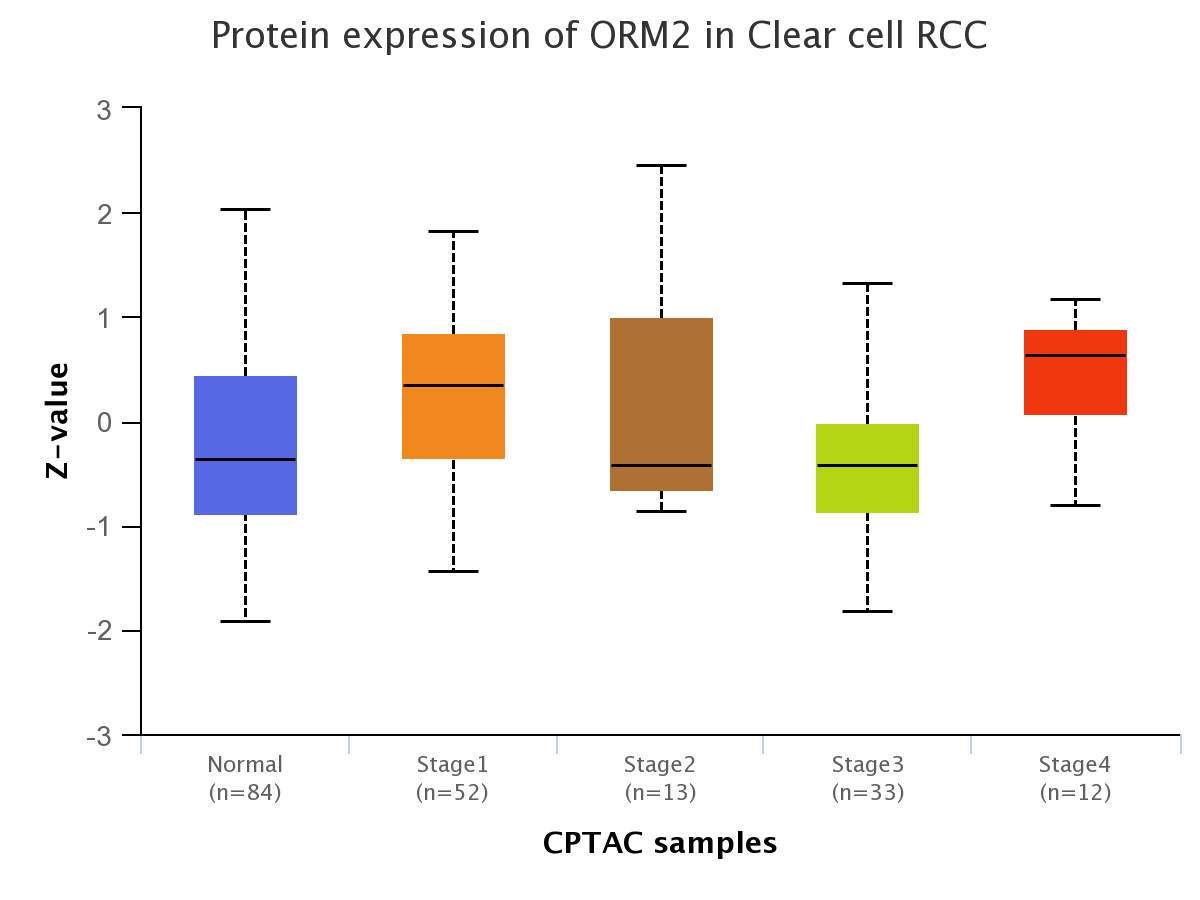 Protein expression of ORM2 in Clear cell RCC
3
2
1
0
-1
-2
-3
Z-value
Normal
(n=84)
Stage1
(n=52)
Stage2
(n=13)
Stage3
(n=33)
Stage4
(n=12)
CPTAC samples